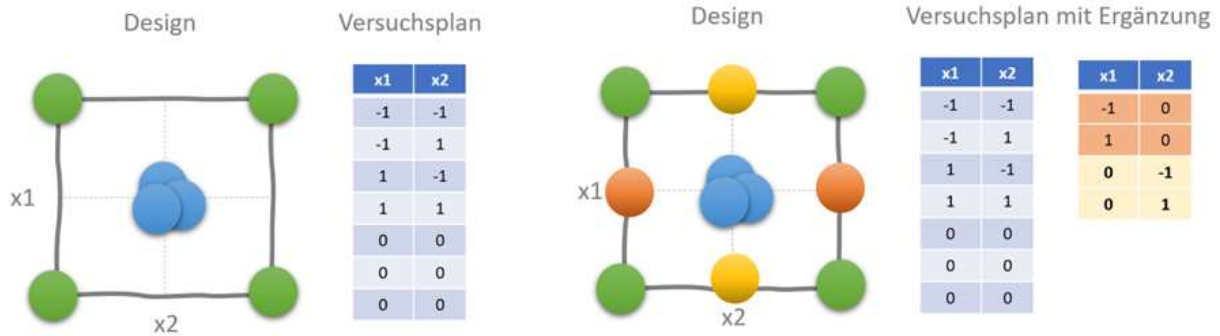 Design
Versuchsplan
x1
x2
x1 x2
-1 -1
-1 1
1 -1
1 1
0 0
0 0
0 0
Design
Versuchsplan mit Ergänzung
x1
x2
x1 x2
-1 -1
-1 1
1 -1
1 1
0 0
0 0
0 0
x1 x2
-1 0
1 0
0 -1
0 1